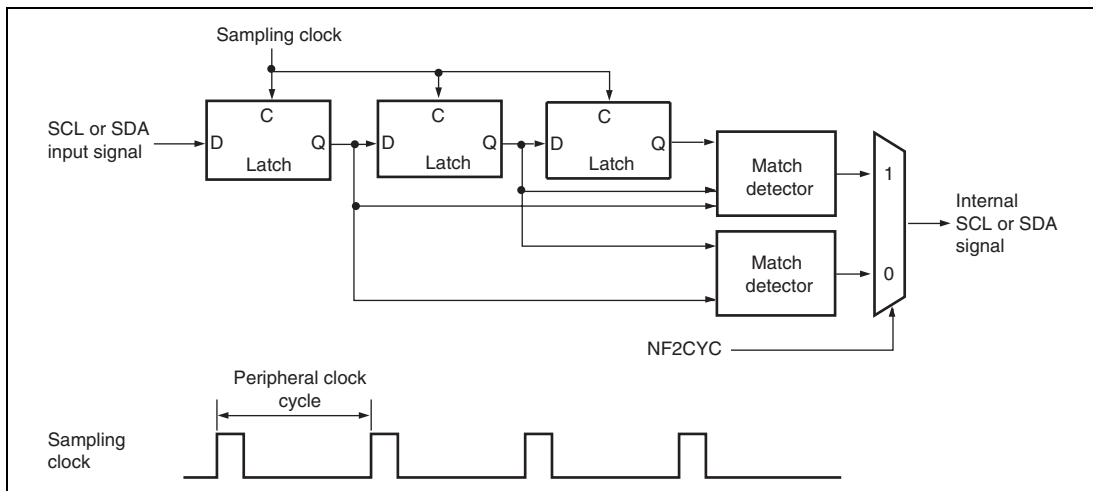 Sampling clock
SCL or SDA
input signal
D
C
Q
Latch
D
C
Q
Latch
D
C
Q
Latch
Match
detector
Match
detector
1
0
Internal
SCL or SDA
signal
NF2CYC
Peripheral clock
cycle
Sampling
clock